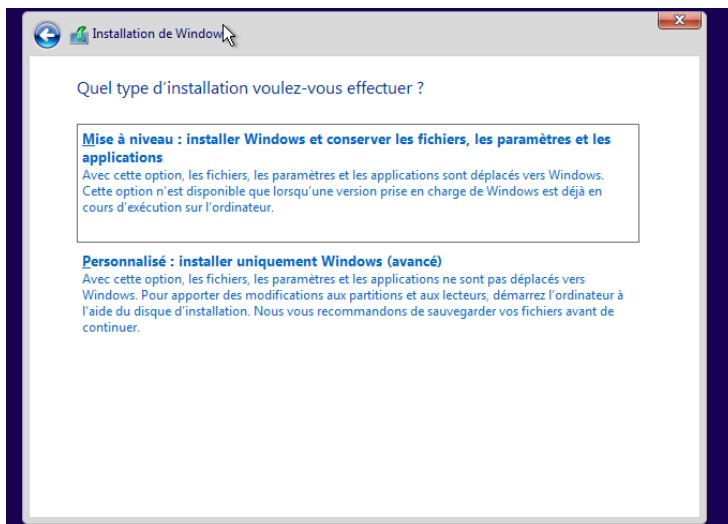 Installation de Window
Quel type d'installation voulez-vous effectuer ?
Mise à niveau : installer Windows et conserver les fichiers, les paramètres et les
applications
Avec cette option, les fichiers, les paramètres et les applications sont déplacés vers Windows.
Cette option n'est disponible que lorsqu'une version prise en charge de Windows est déjà en
cours d'exécution sur l'ordinateur.
Personnalisé : installer uniquement Windows (avancé)
Avec cette option, les fichiers, les paramètres et les applications ne sont pas déplacés vers
Windows. Pour apporter des modifications aux partitions et aux lecteurs, démarrez l'ordinateur à
l'aide du disque d'installation. Nous vous recommandons de sauvegarder vos fichiers avant de
continuer.